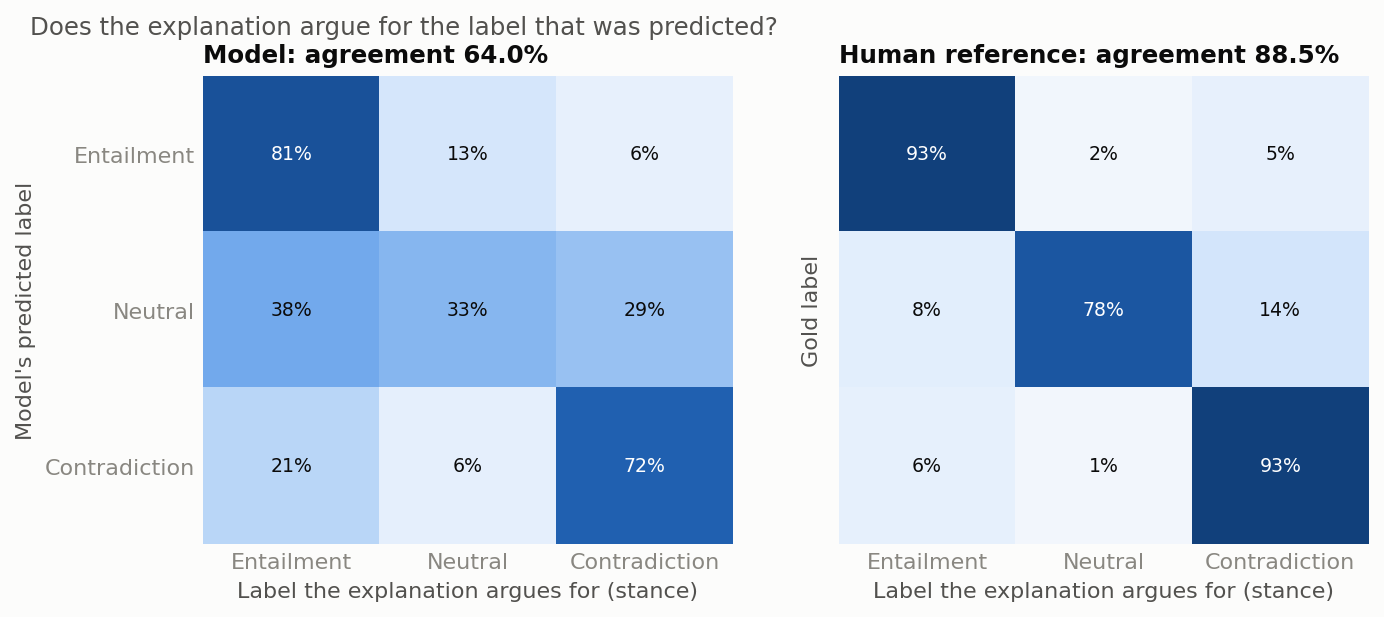 Does the explanation argue for the label that was predicted?
Model: agreement 64.0%
Model's predicted label
Entailment 81% 13% 6%
Neutral 38% 33% 29%
Contradiction 21% 6% 72%
Entailment Neutral Contradiction
Label the explanation argues for (stance)
Human reference: agreement 88.5%
Gold label
93% 2% 5%
8% 78% 14%
6% 1% 93%
Entailment Neutral Contradiction
Label the explanation argues for (stance)